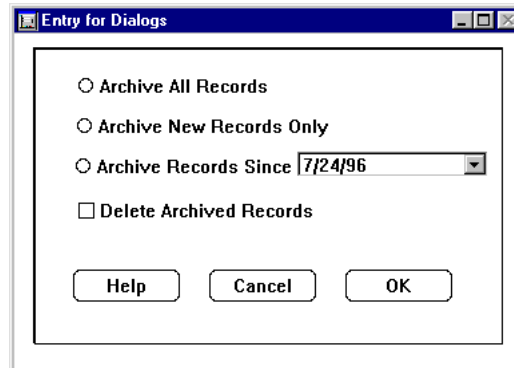 Entry for Dialogs
Archive All Records
Archive New Records Only
Archive Records Since 7/24/96
Delete Archived Records
Help Cancel OK